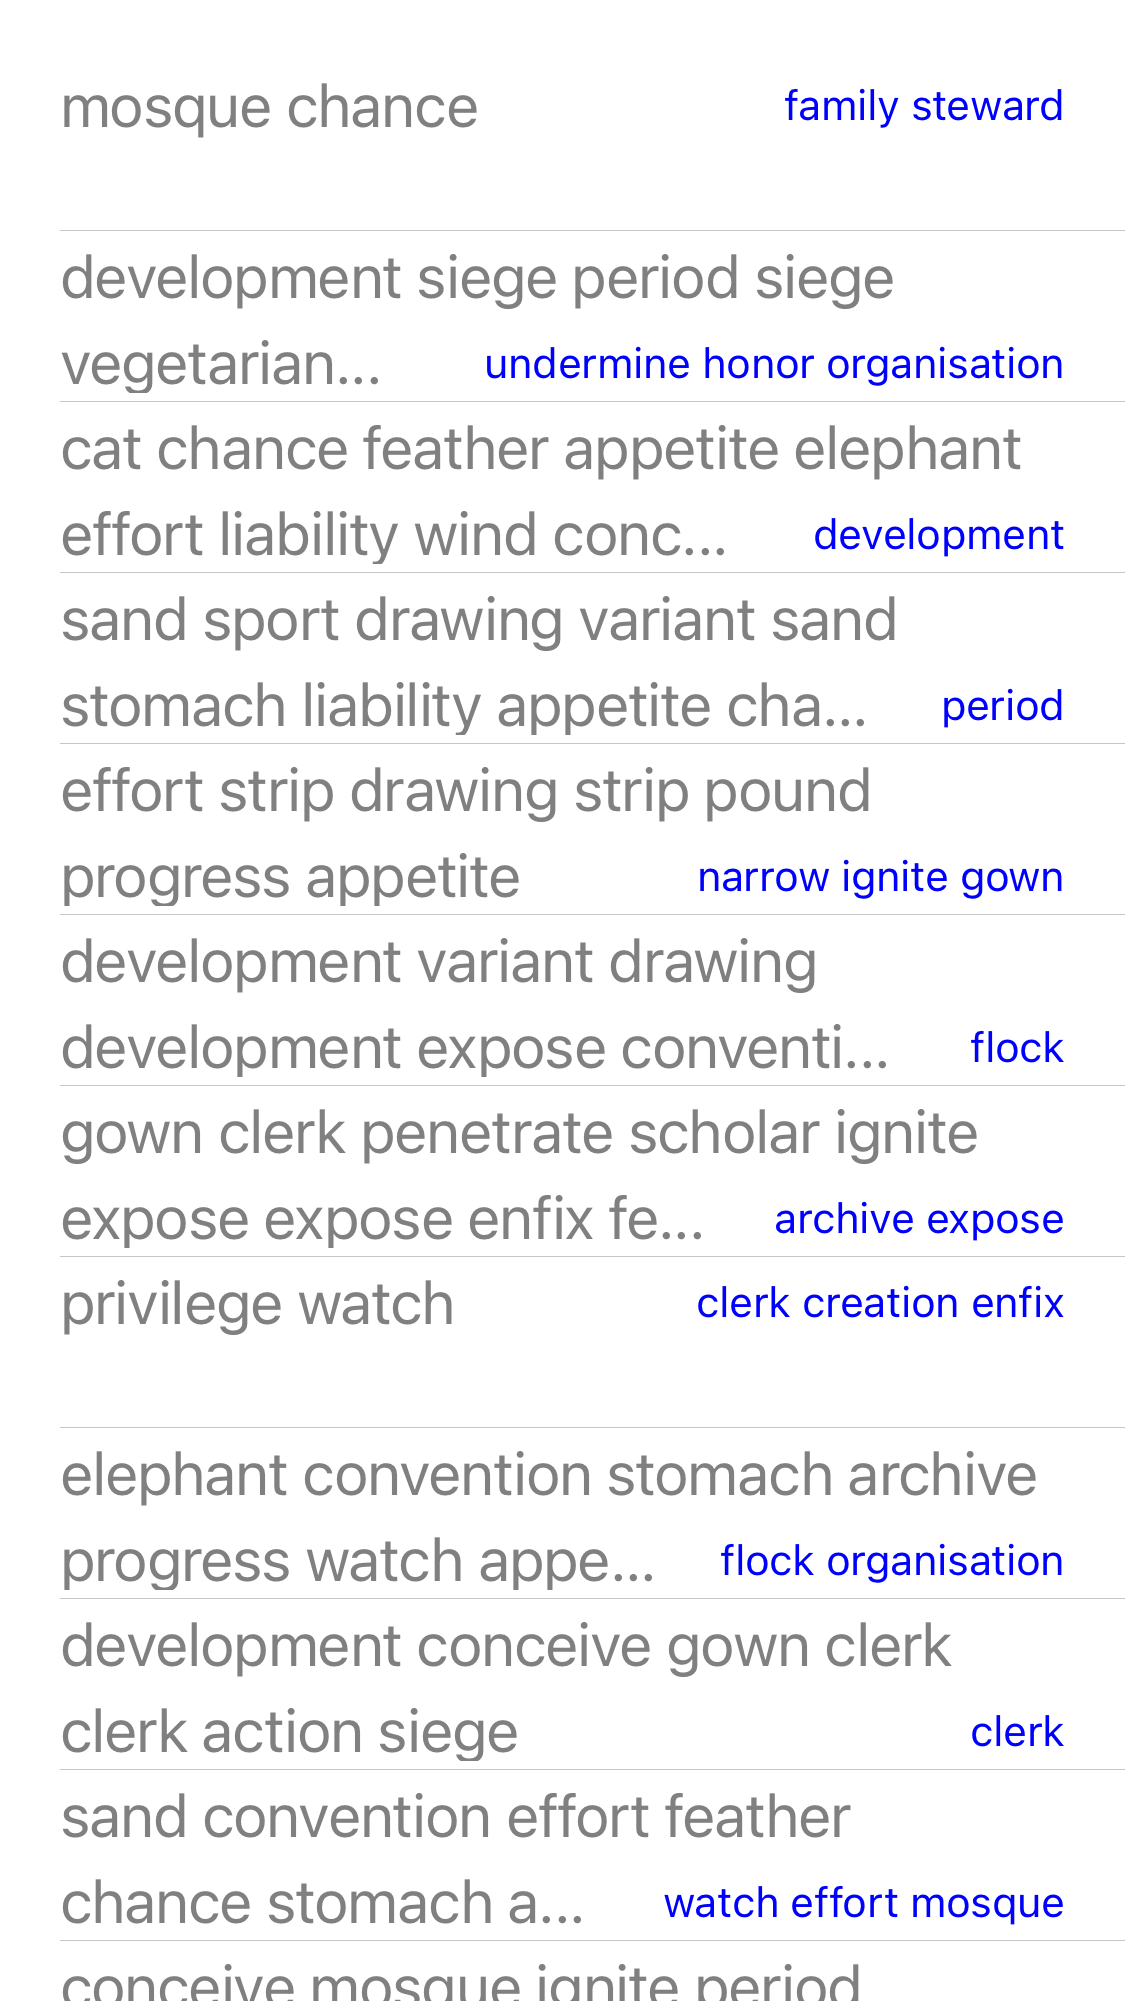 mosque chance family steward
development siege period siege
vegetarian... undermine honor organisation
cat chance feather appetite elephant
effort liability wind conc... development
sand sport drawing variant sand
stomach liability appetite cha... period
effort strip drawing strip pound
progress appetite narrow ignite gown
development variant drawing
development expose conventi... flock
gown clerk penetrate scholar ignite
expose expose enfix fe... archive expose
privilege watch clerk creation enfix
elephant convention stomach archive
progress watch appe... flock organisation
development conceive gown clerk
clerk action siege clerk
sand convention effort feather
chance stomach a... watch effort mosque
conceive mosque ignite period